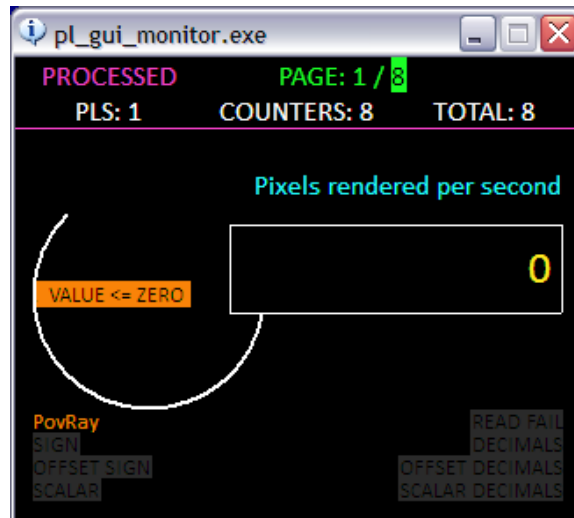 pl_gui_monitor.exe
PROCESSED PAGE: 1 / 8
PLS: 1 COUNTERS: 8 TOTAL: 8
Pixels rendered per second
0
VALUE <= ZERO
PovRay READ FAIL
SIGN DECIMALS
OFFSET SIGN OFFSET DECIMALS
SCALAR SCALAR DECIMALS